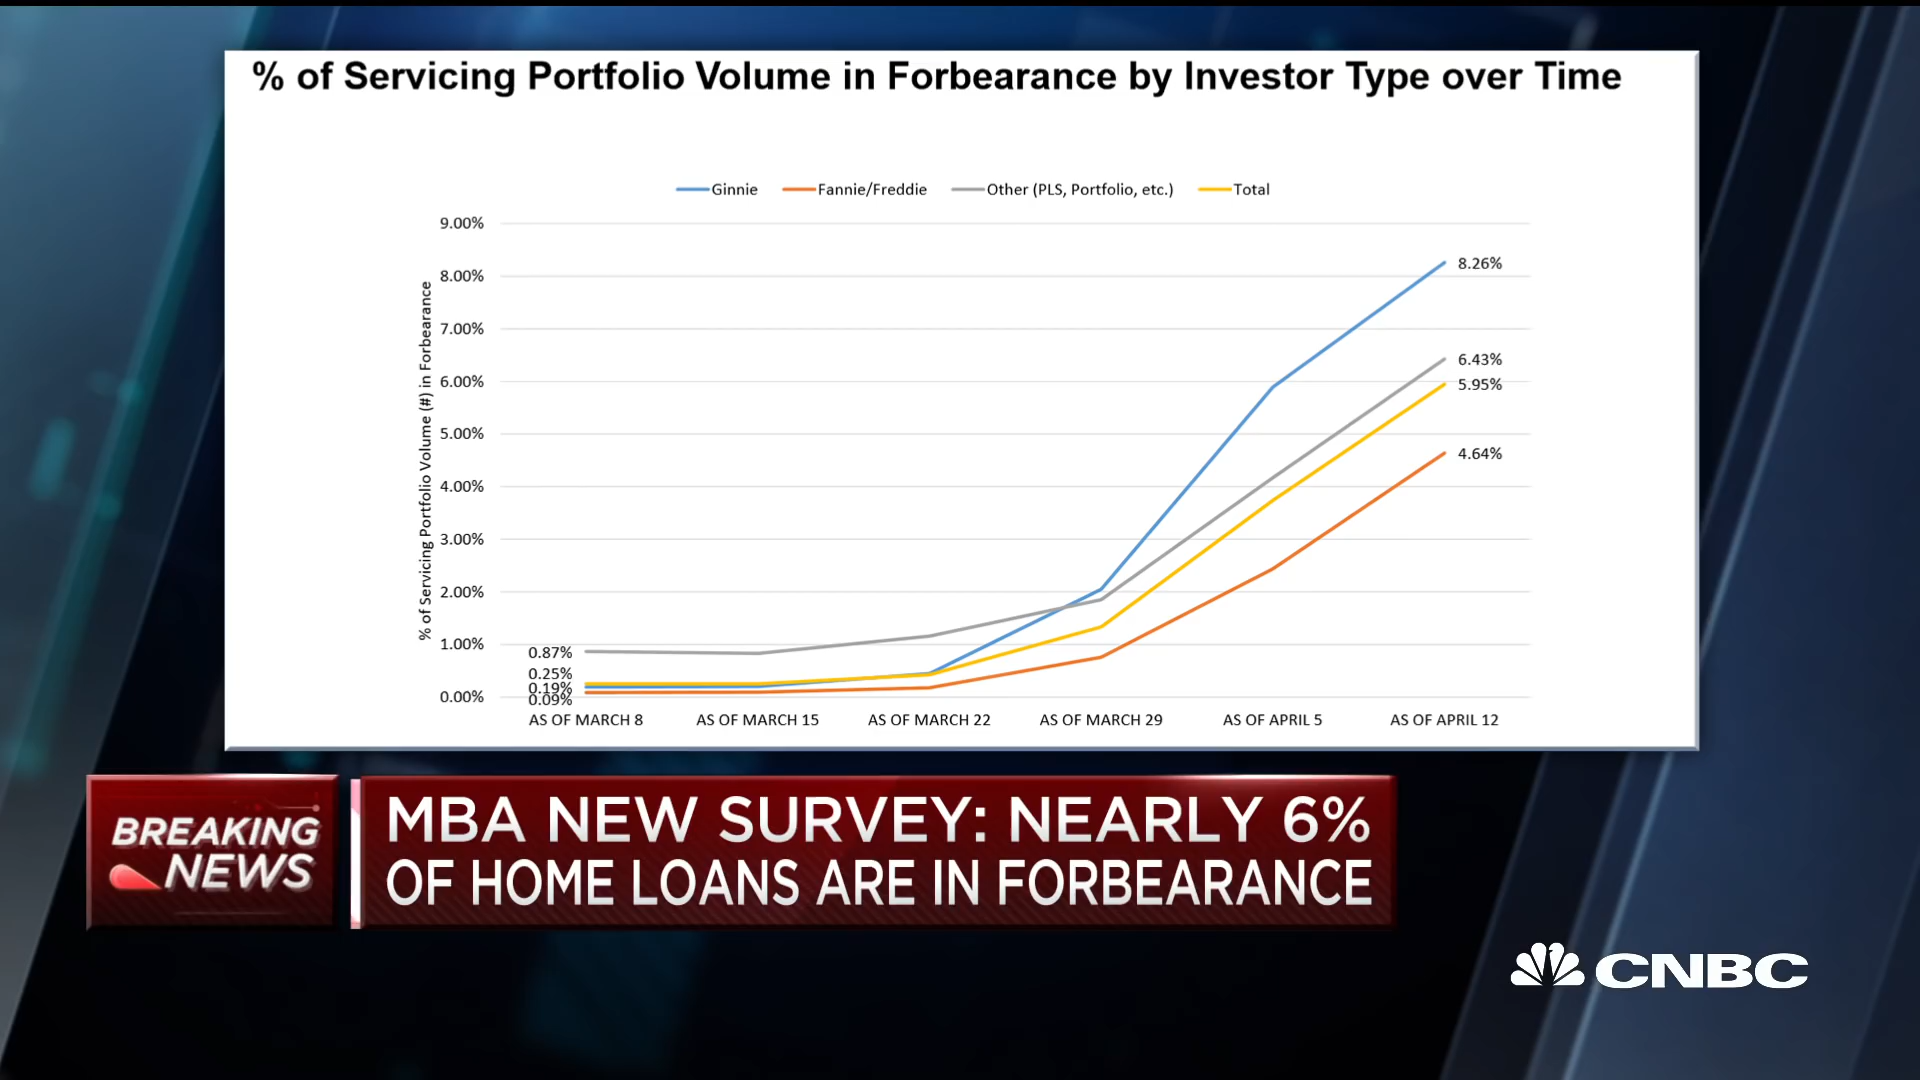 % of Servicing Portfolio Volume in Forbearance by Investor Type over Time
Ginnie Fannie/Freddie Other (PLS, Portfolio, etc.) Total
% of Servicing Portfolio Volume (#) in Forbearance
9.00%
8.00%
7.00%
6.00%
5.00%
4.00%
3.00%
2.00%
1.00%
0.00%
8.26%
6.43%
5.95%
4.64%
0.87%
0.25%
0.19%
0.09%
AS OF MARCH 8 AS OF MARCH 15 AS OF MARCH 22 AS OF MARCH 29 AS OF APRIL 5 AS OF APRIL 12
BREAKING
NEWS
MBA NEW SURVEY: NEARLY 6%
OF HOME LOANS ARE IN FORBEARANCE
CNBC